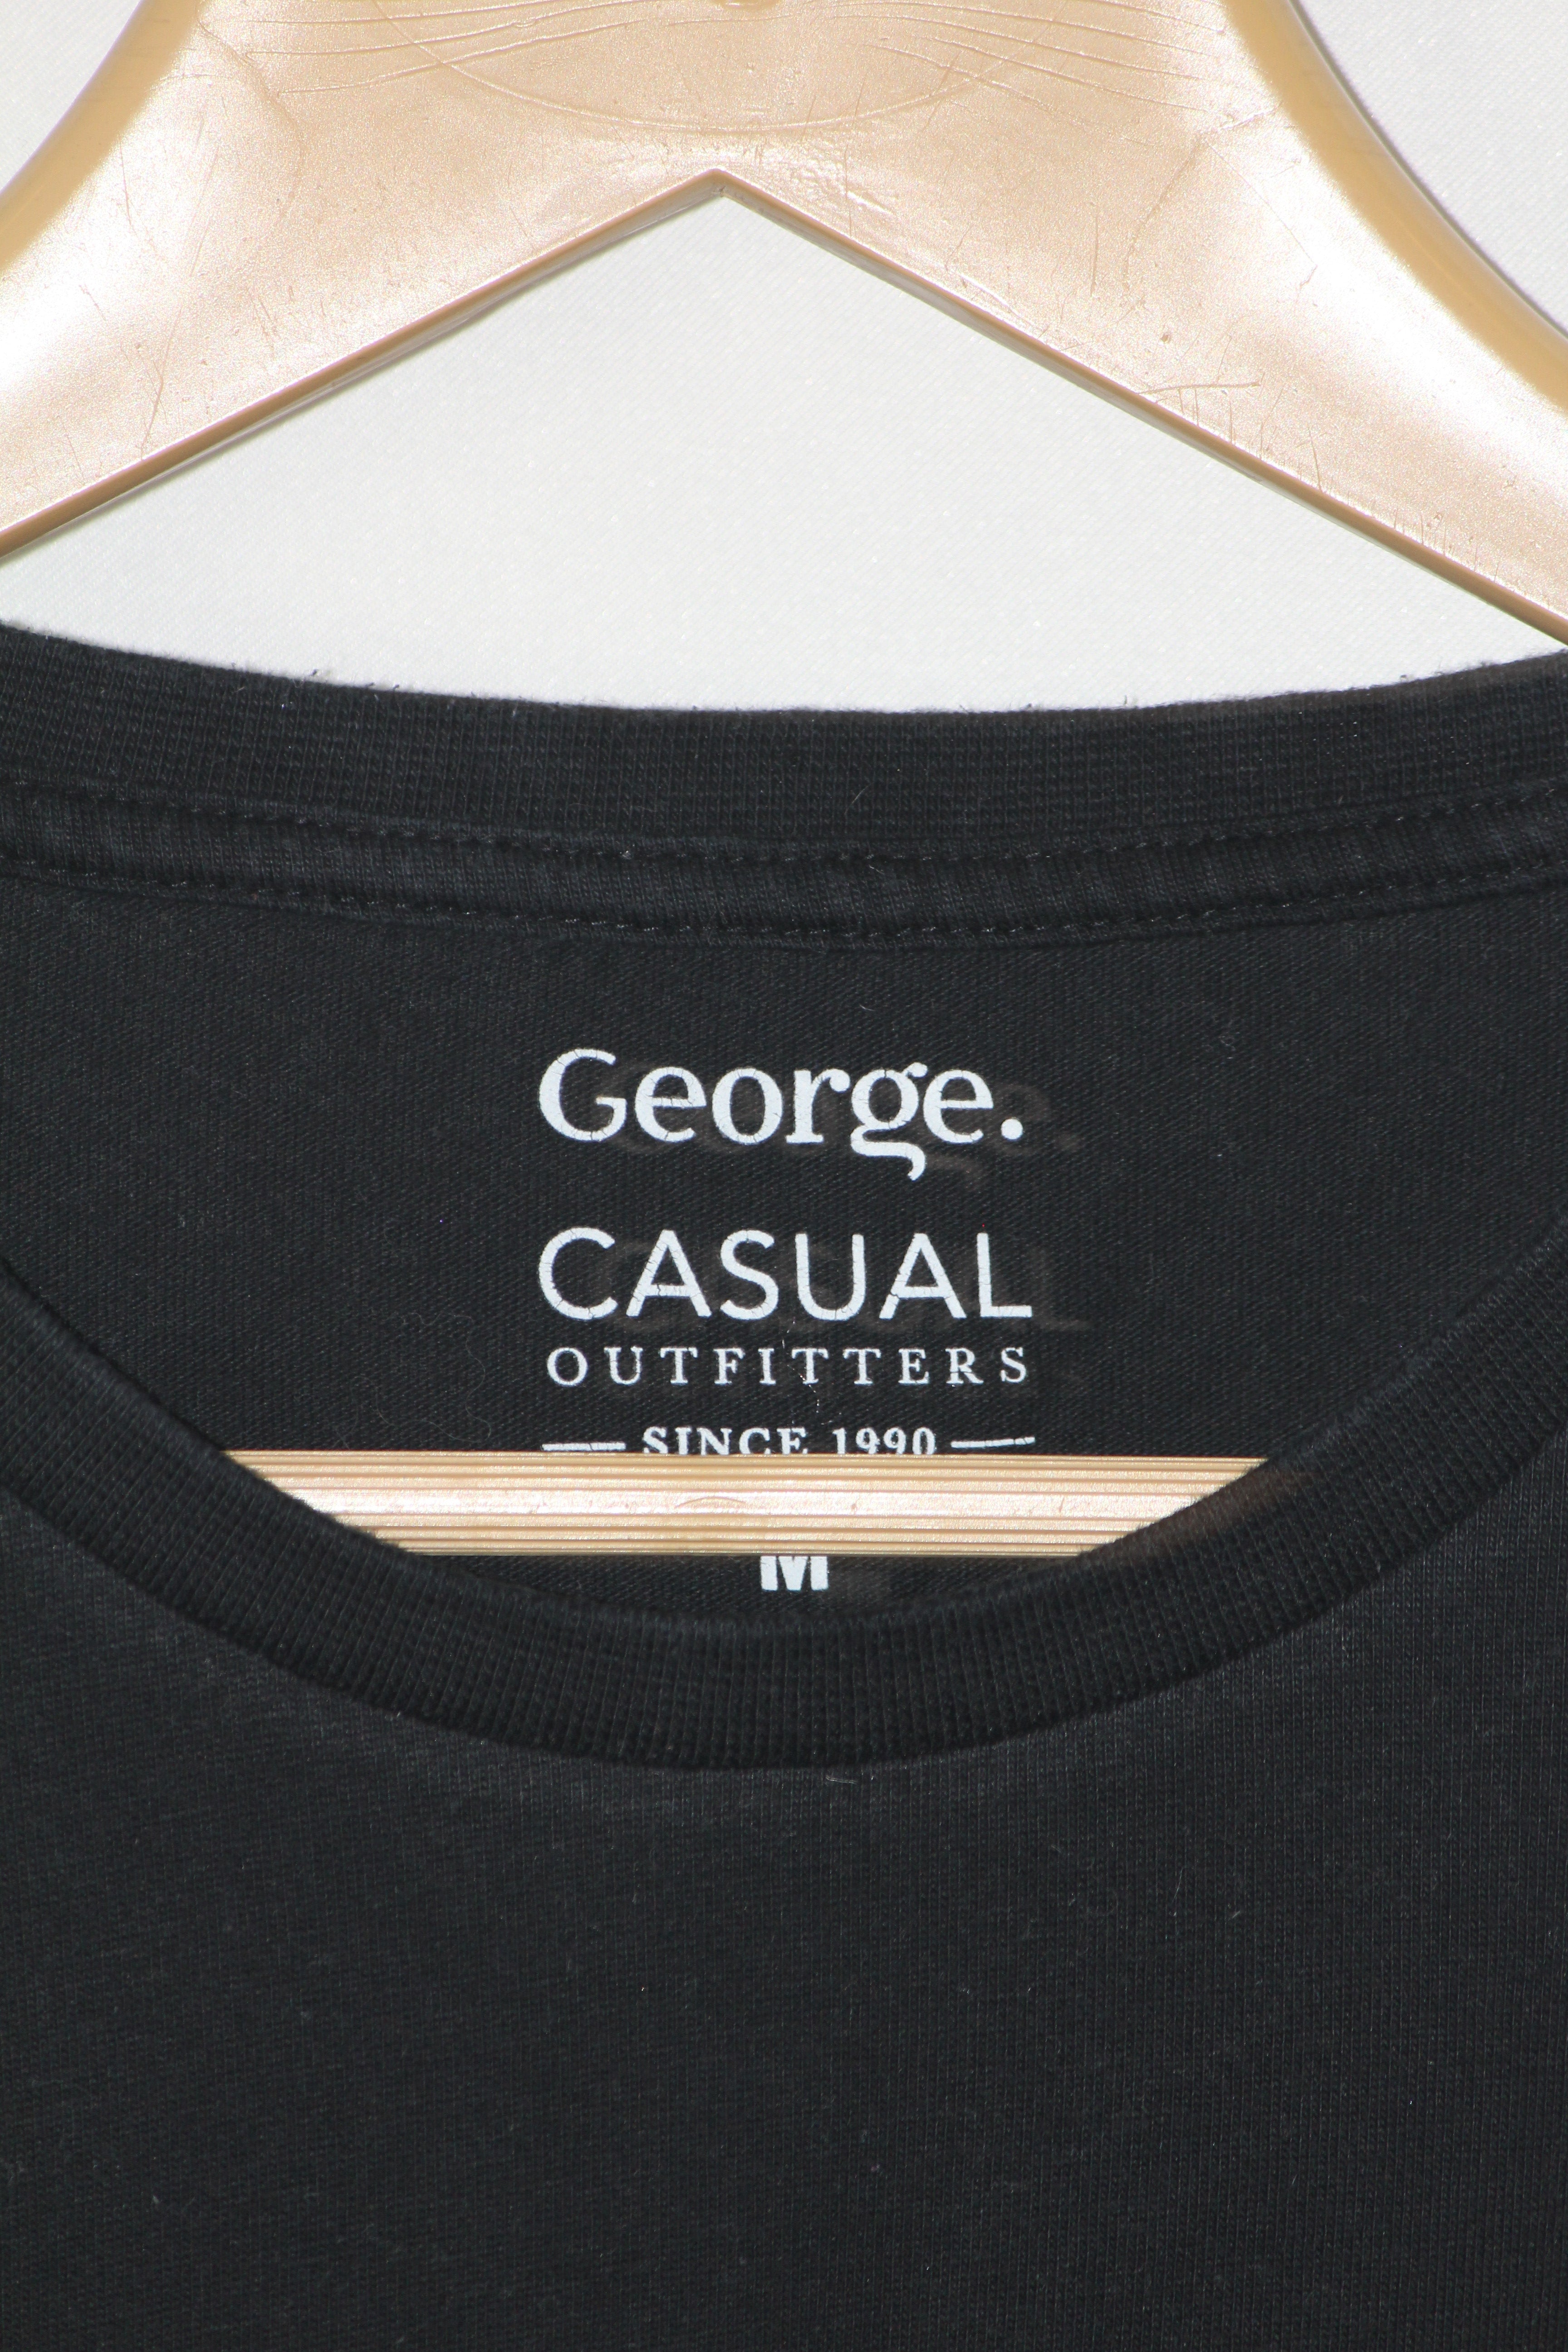 George.
CASUAL
OUTFITTERS
SINCE 1990
M